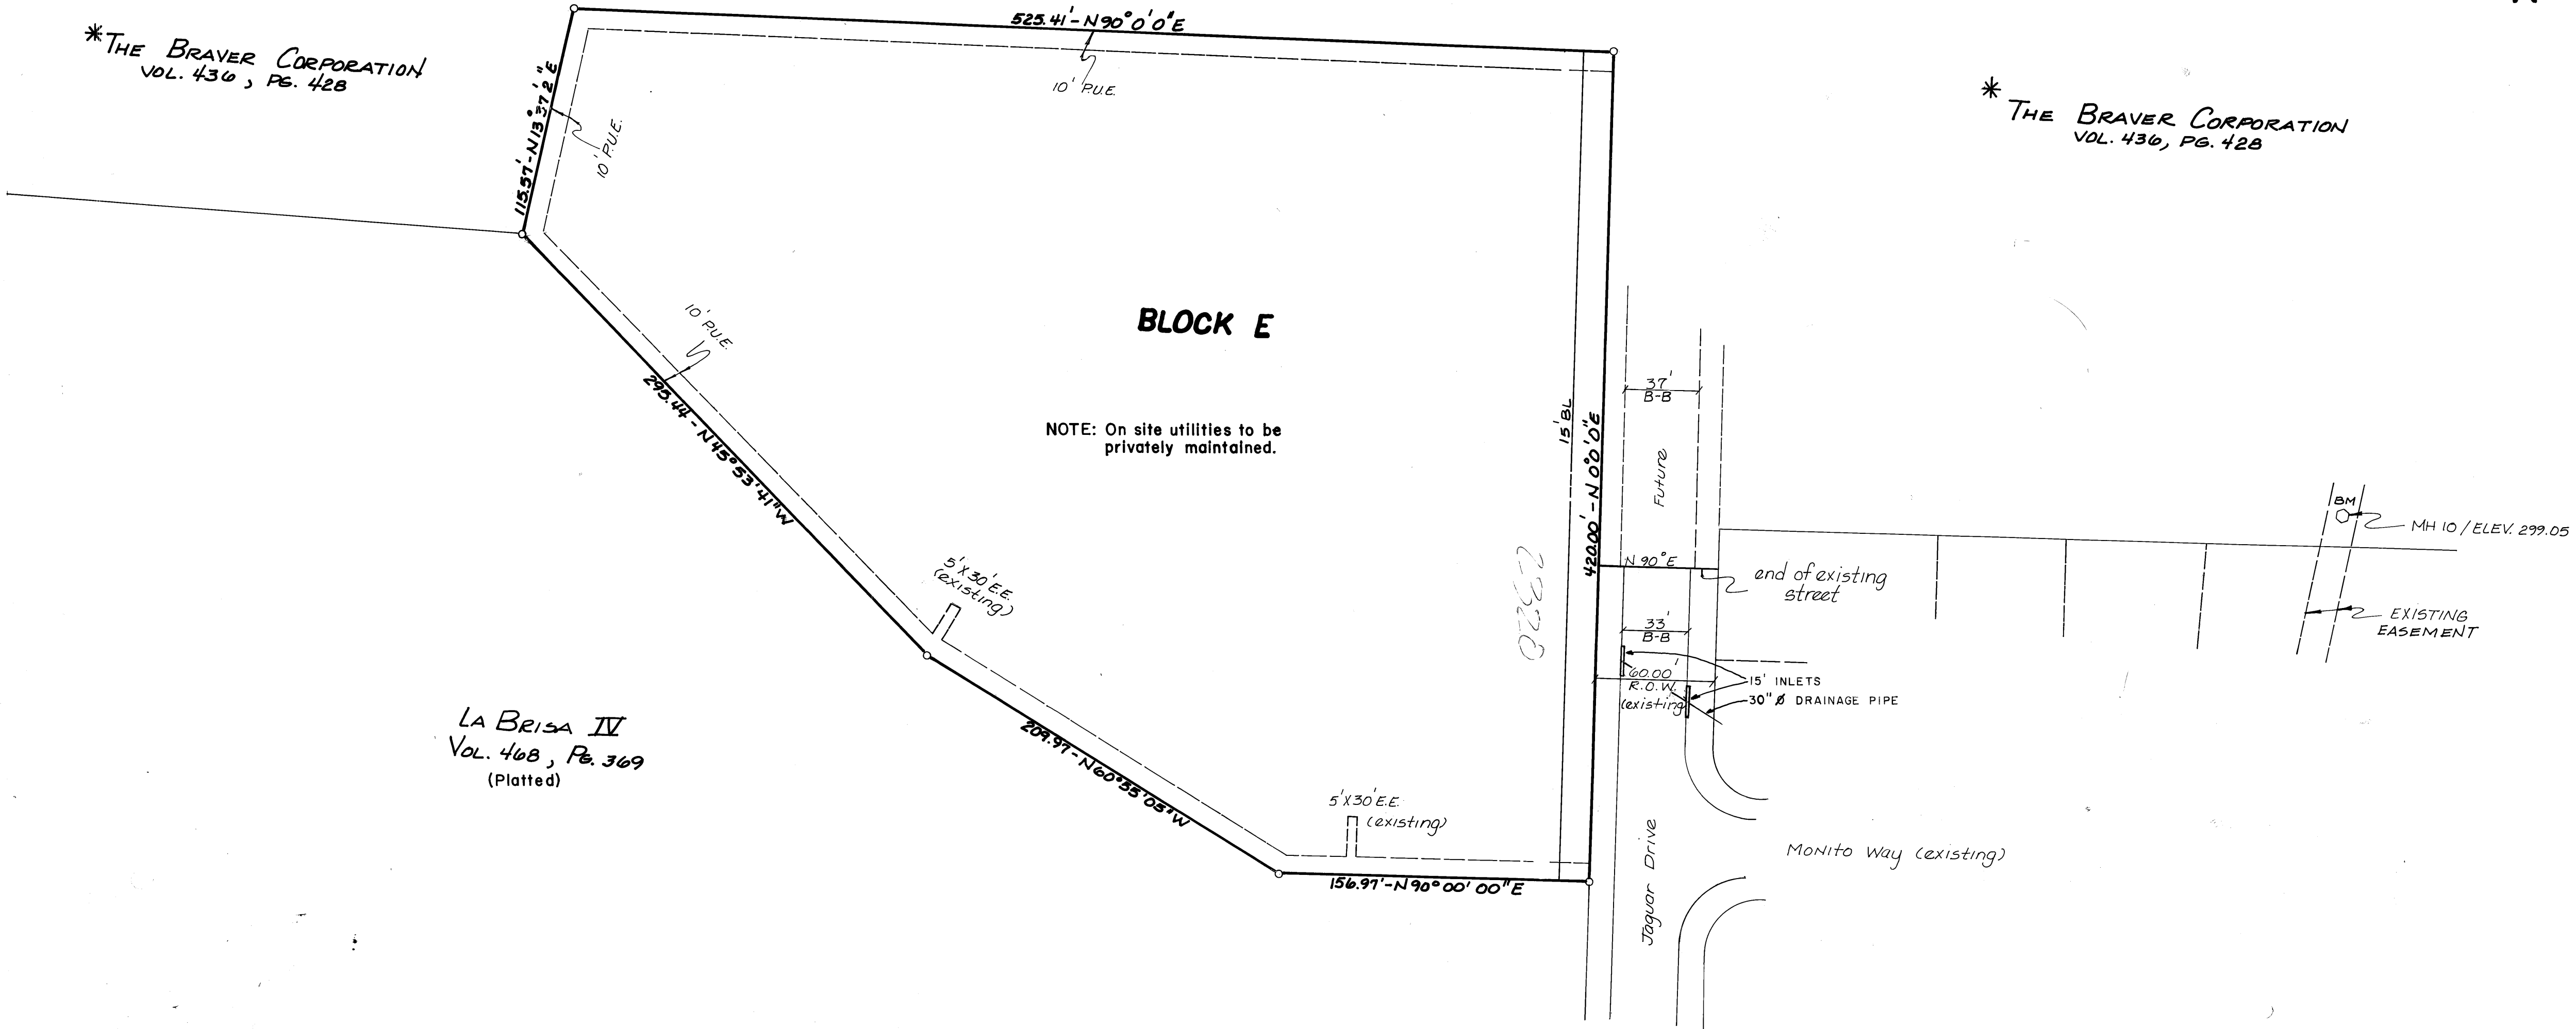 525.41'-N90°0'0"E
*THE BRAVER CORPORATION
VOL. 436, PG. 428
10' P.U.E.
115.57'-N13°37'2"E
10' P.U.E.
*
THE BRAVER CORPORATION
VOL. 436, PG. 428
10' P.U.E.
BLOCK E
NOTE: On site utilities to be
privately maintained.
295.44-N45°53'41"W
15' BL
420.00'-N0°0'0"E
37'
B-B
Future
BM
MH 10/ELEV. 299.05
N 90° E
end of existing
street
5'X30' E.E.
(existing)
EXISTING
EASEMENT
33'
B-B
60.00'
R.O.W.
(existing
15' INLETS
30" Ø DRAINAGE PIPE
LA BRISA IV
VOL. 468, PG. 369
(Platted)
209.97-N60°55'05"W
5'X30' E.E.
(existing)
156.97'-N90°00'00"E
Jaguar Drive
Monito Way (existing)